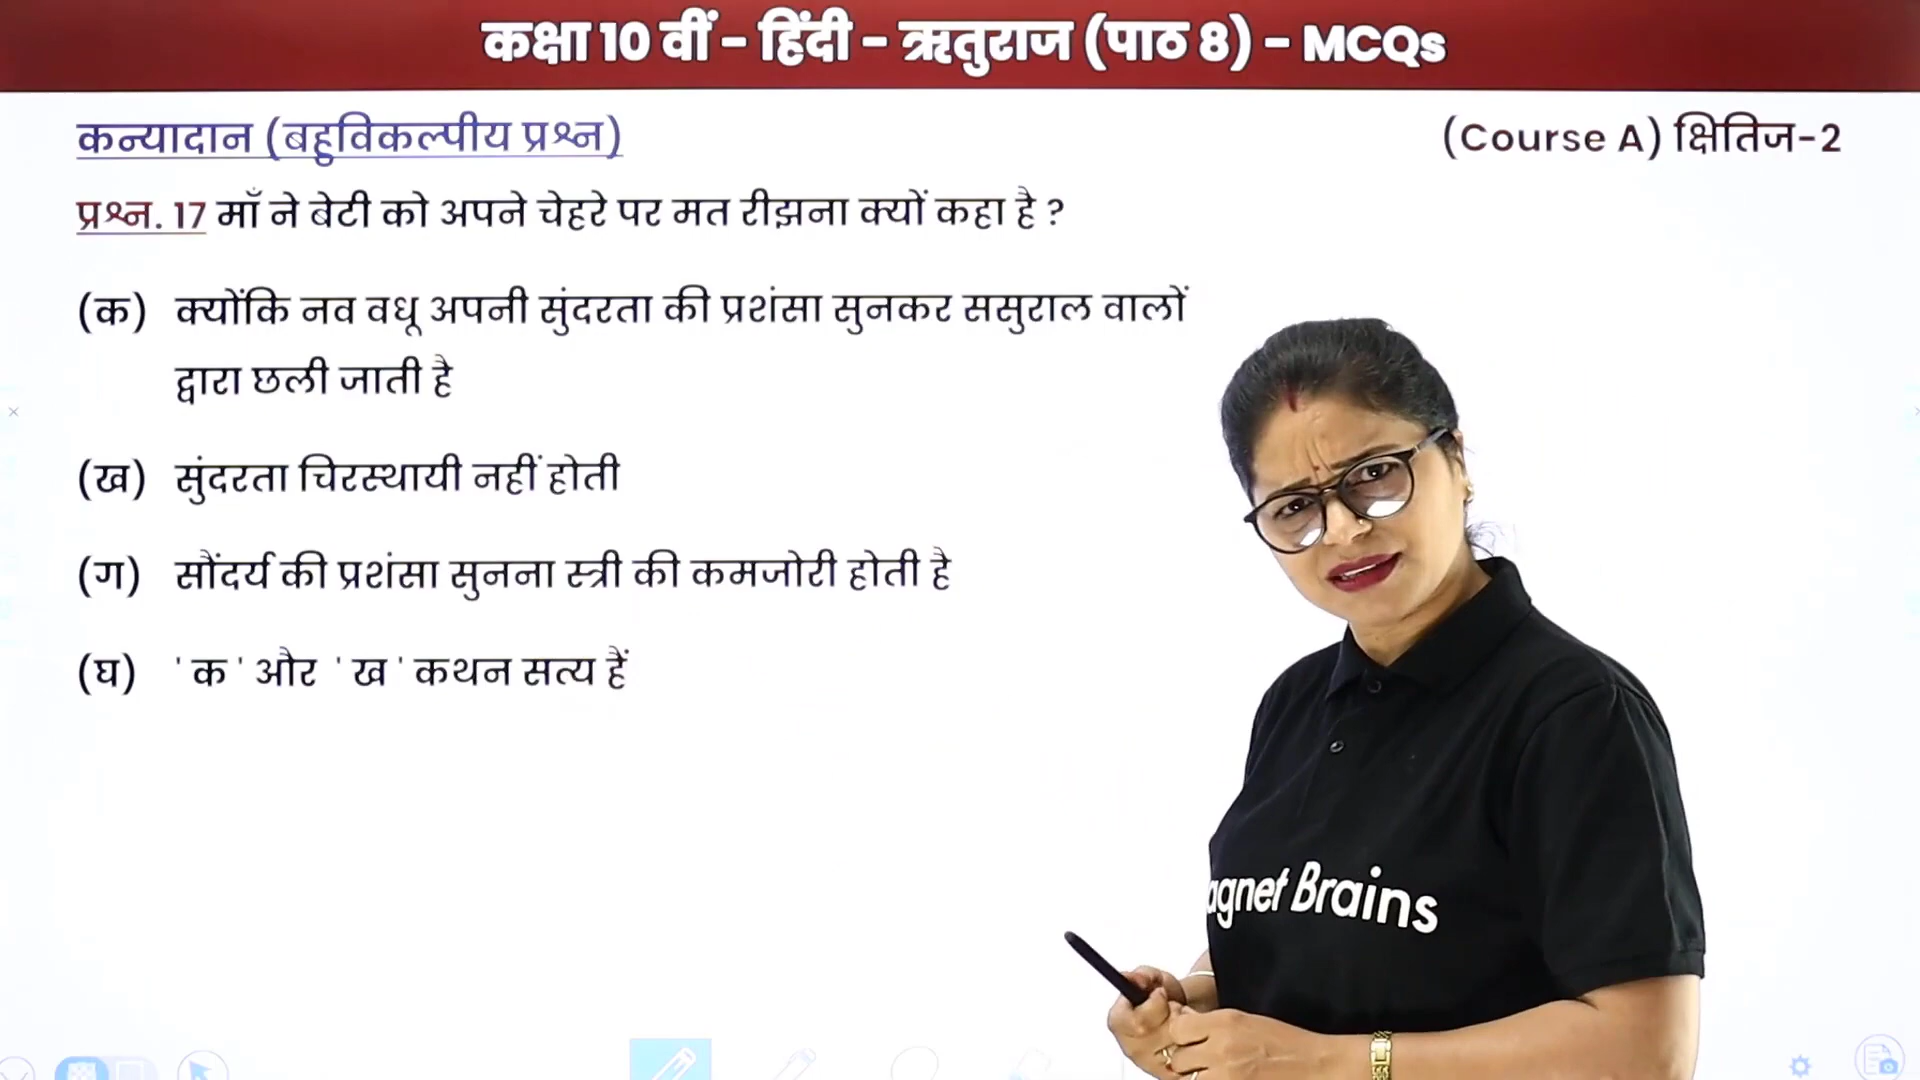 कक्षा 10 वीं - हिंदी - ऋतुराज (पाठ 8) - MCQs
कन्यादान (बहुविकल्पीय प्रश्न)
(Course A) क्षितिज-2
प्रश्न. 17 माँ ने बेटी को अपने चेहरे पर मत रीझना क्यों कहा है ?
(क) क्योंकि नव वधू अपनी सुंदरता की प्रशंसा सुनकर ससुराल वालों
द्वारा छली जाती है
(ख) सुंदरता चिरस्थायी नहीं होती
(ग) सौंदर्य की प्रशंसा सुनना स्त्री की कमजोरी होती है
(घ) ' क ' और ' ख ' कथन सत्य हैं
agnet Brains